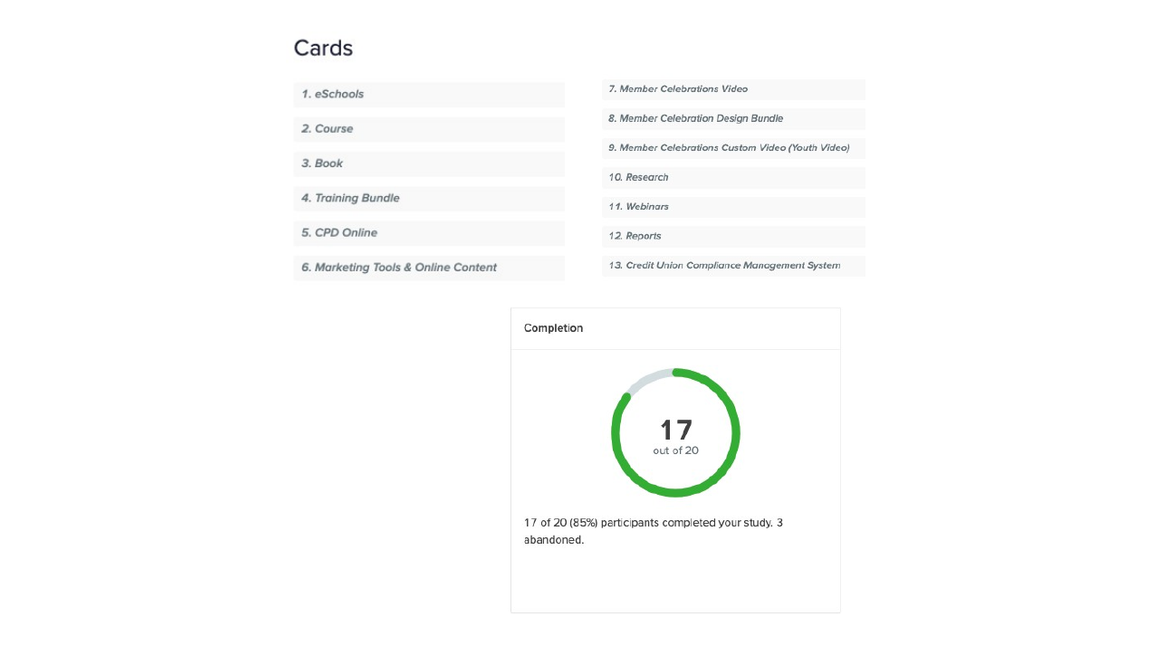 Cards
1. eSchools
2. Course
3. Book
4. Training Bundle
5. CPD Online
6. Marketing Tools & Online Content
7. Member Celebrations Video
8. Member Celebration Design Bundle
9. Member Celebrations Custom Video (Youth Video)
10. Research
11. Webinars
12. Reports
13. Credit Union Compliance Management System
Completion
17
out of 20
17 of 20 (85%) participants completed your study. 3
abandoned.